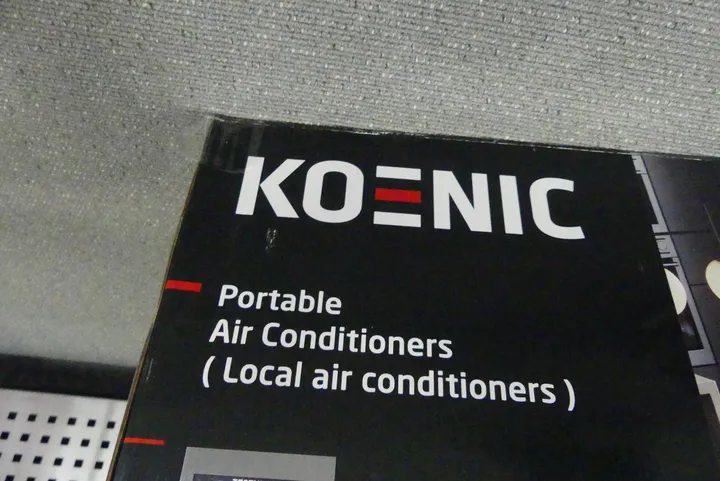 KOENIC
Portable
Air Conditioners
( Local air conditioners )